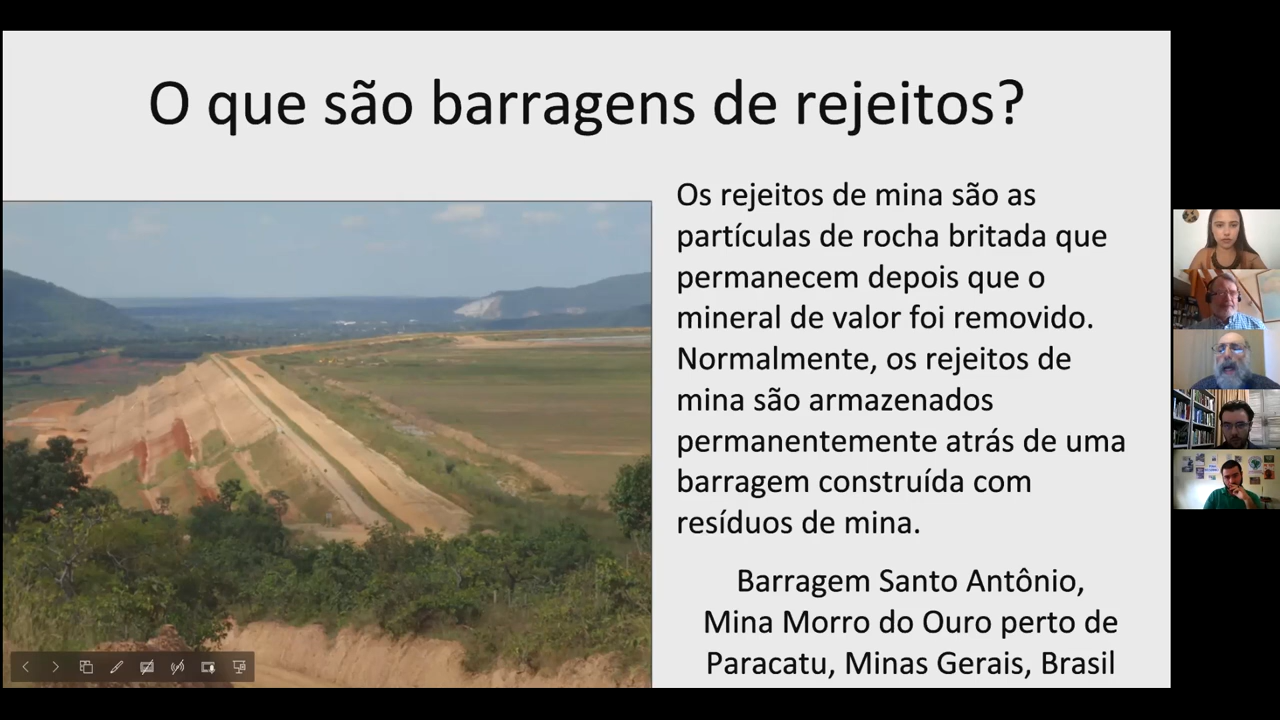 O que são barragens de rejeitos?
Os rejeitos de mina são as
partículas de rocha britada que
permanecem depois que o
mineral de valor foi removido.
Normalmente, os rejeitos de
mina são armazenados
permanentemente atrás de uma
barragem construída com
resíduos de mina.
Barragem Santo Antônio,
Mina Morro do Ouro perto de
Paracatu, Minas Gerais, Brasil